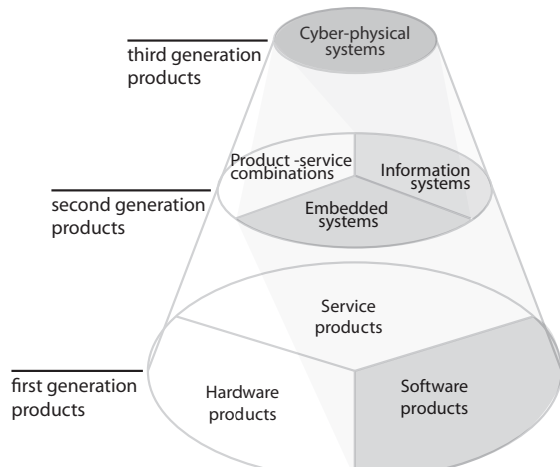 Cyber-physical
systems
third generation
products
Product -service
combinations
Information
systems
second generation
products
Embedded
systems
Service
products
first generation
products
Hardware
products
Software
products